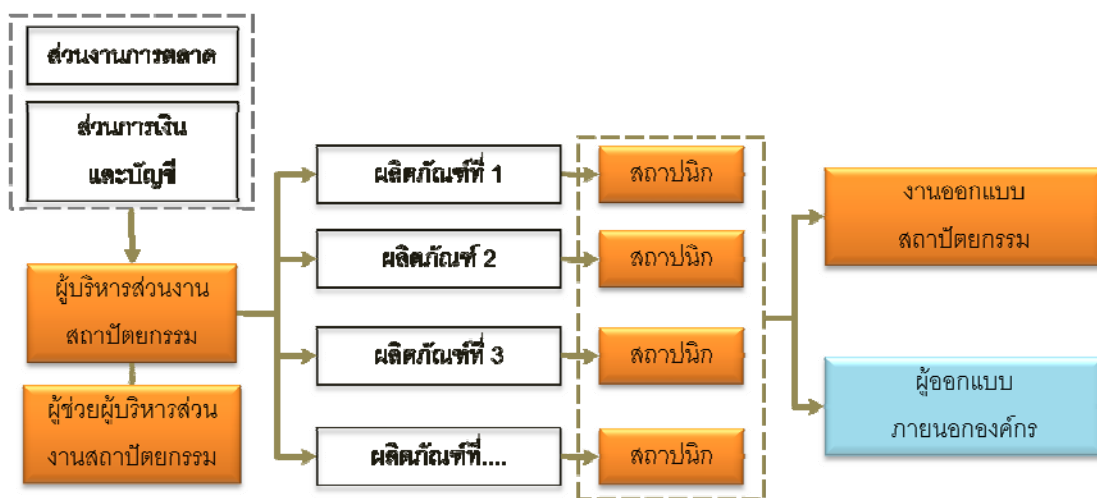 ส่วนงานการตลาด
ส่วนการเงิน
และบัญชี
ผู้บริหารส่วนงาน
สถาปัตยกรรม
ผู้ช่วยผู้บริหารส่วน
งานสถาปัตยกรรม
ผลิตภัณฑ์ที่ 1
สถาปนิก
ผลิตภัณฑ์ 2
สถาปนิก
ผลิตภัณฑ์ที่ 3
สถาปนิก
ผลิตภัณฑ์ที่....
สถาปนิก
งานออกแบบ
สถาปัตยกรรม
ผู้ออกแบบ
ภายนอกองค์กร